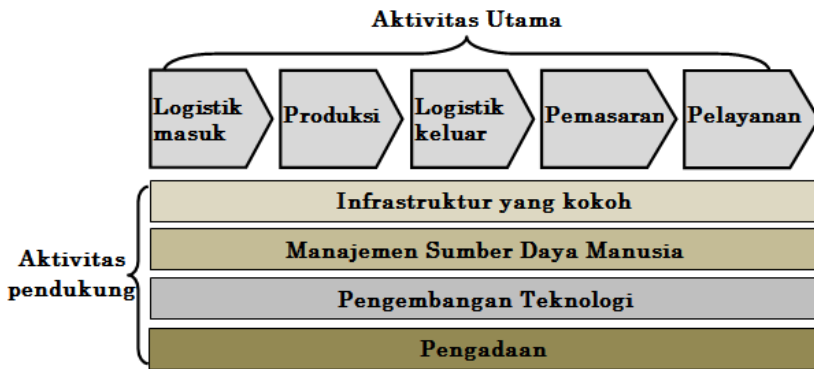 Aktivitas Utama
Logistik
masuk
Produksi
Logistik
keluar
Pemasaran
Pelayanan
Aktivitas
pendukung
Infrastruktur yang kokoh
Manajemen Sumber Daya Manusia
Pengembangan Teknologi
Pengadaan